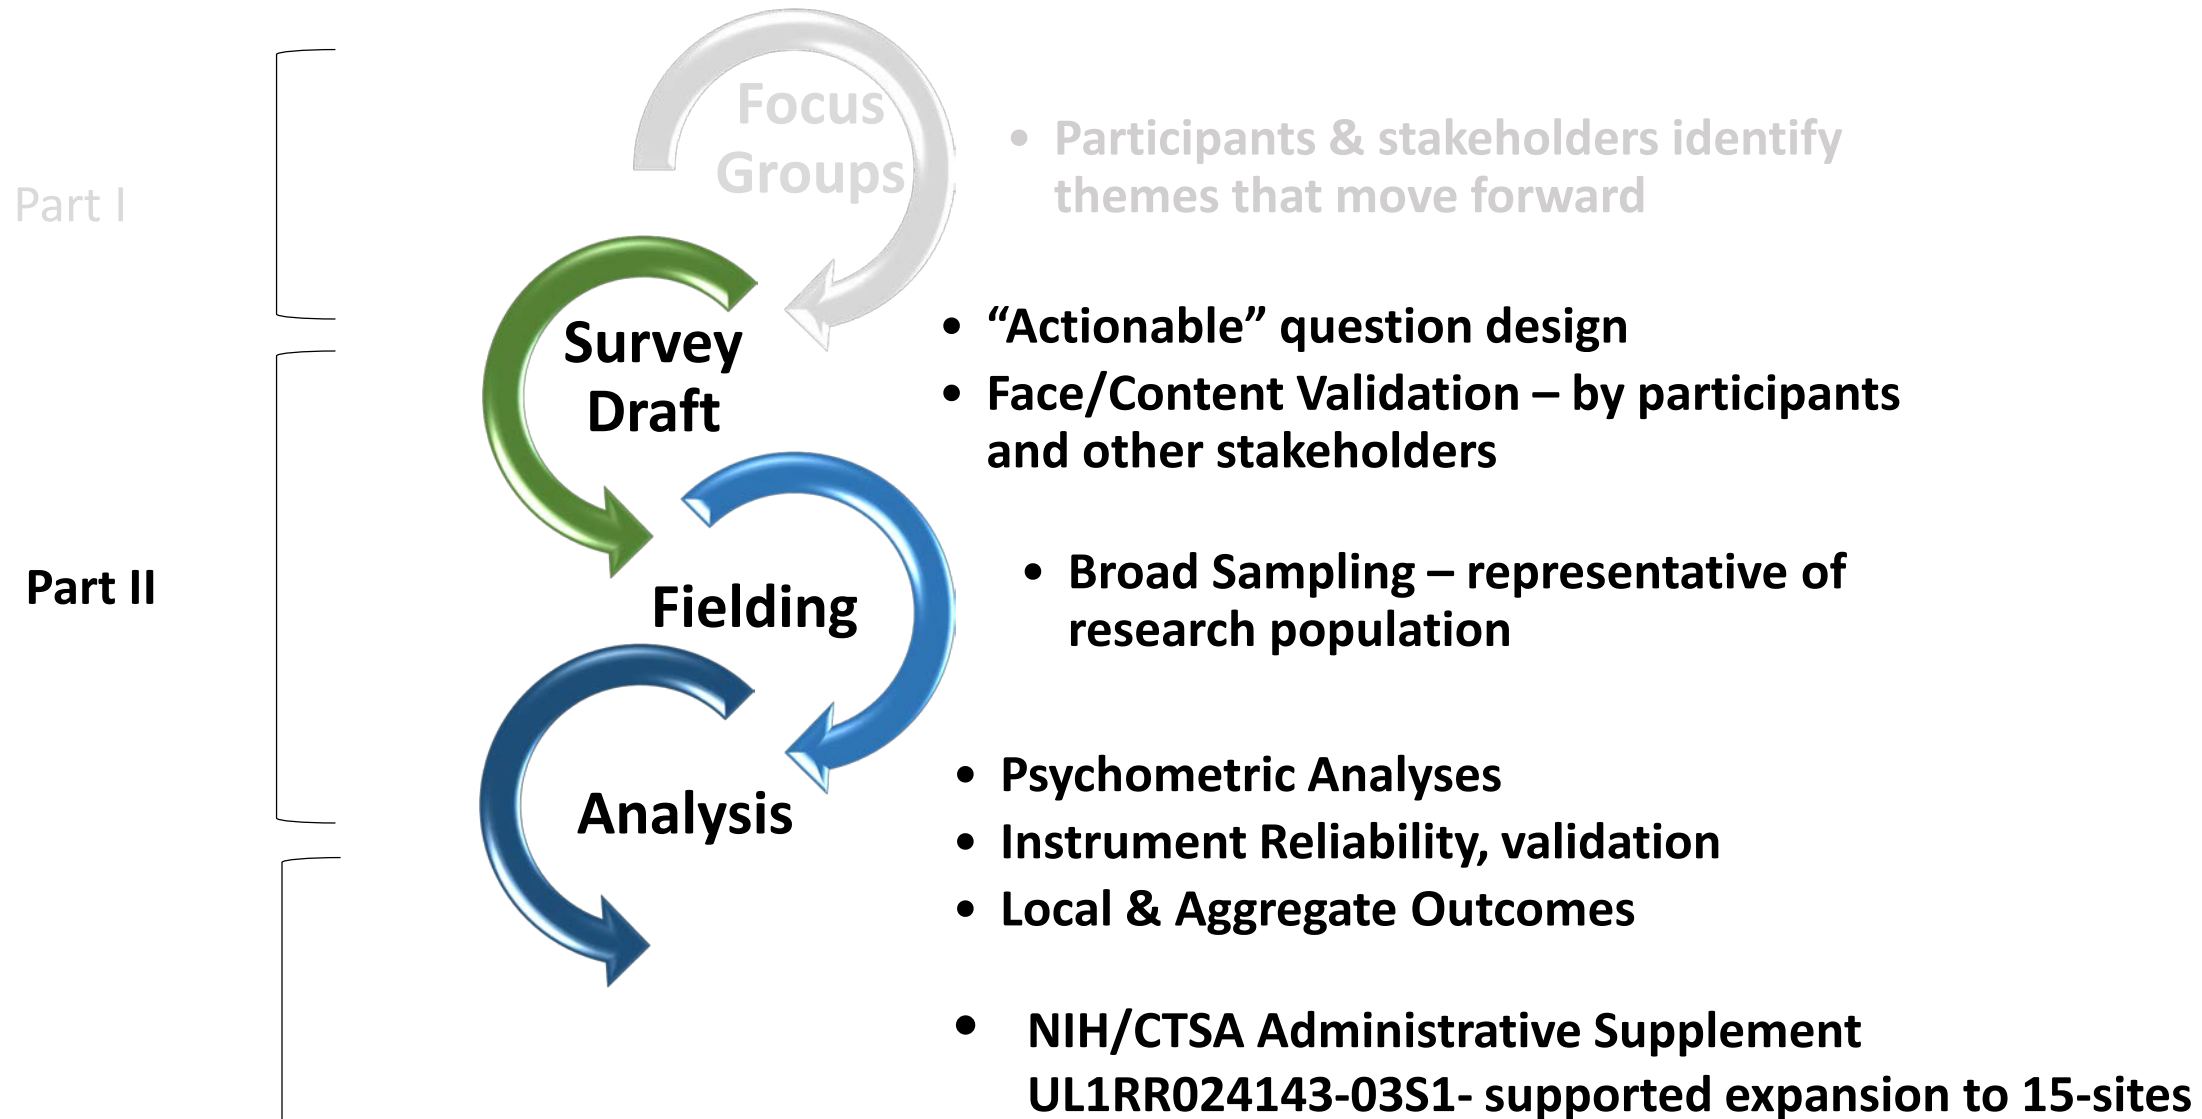 Part I
Focus
Groups
• Participants & stakeholders identify
themes that move forward
Part II
Survey
Draft
• “Actionable” question design
• Face/Content Validation – by participants
and other stakeholders
Fielding
• Broad Sampling – representative of
research population
Analysis
• Psychometric Analyses
• Instrument Reliability, validation
• Local & Aggregate Outcomes
• NIH/CTSA Administrative Supplement
UL1RR024143-03S1- supported expansion to 15-sites